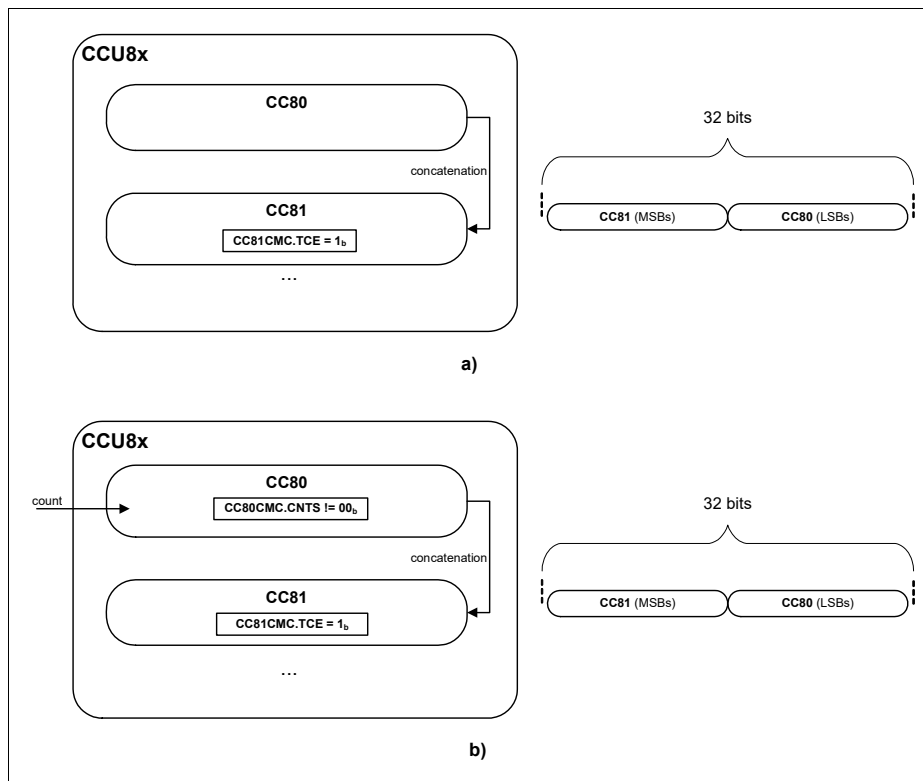 CCU8x
CC80
32 bits
concatenation
CC81
CC81 (MSBs) CC80 (LSBs)
CC81CMC.TCE = 1b
...
a)
CCU8x
CC80
count
CC80CMC.CNTS != 00b
32 bits
concatenation
CC81
CC81 (MSBs) CC80 (LSBs)
CC81CMC.TCE = 1b
...
b)